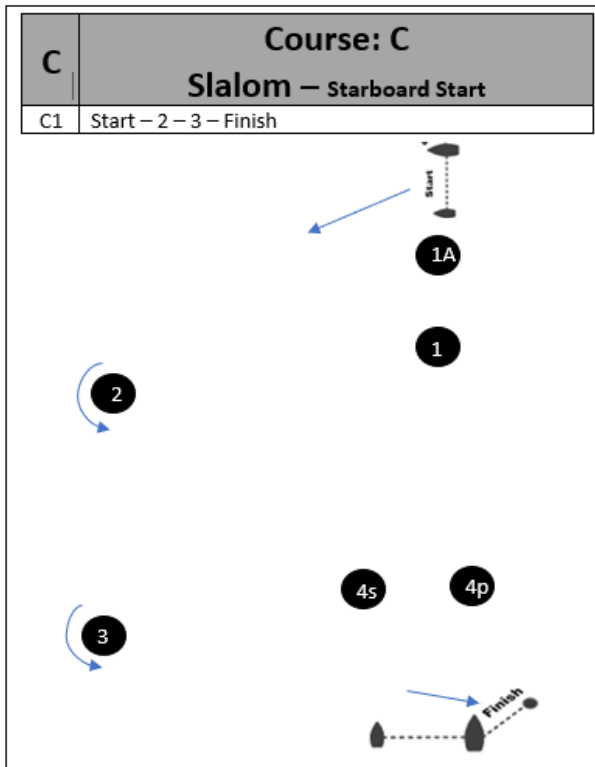 C
Course: C
Slalom – Starboard Start
C1 Start – 2 – 3 – Finish
Start
1A
1
2
4s
4p
3
Finish